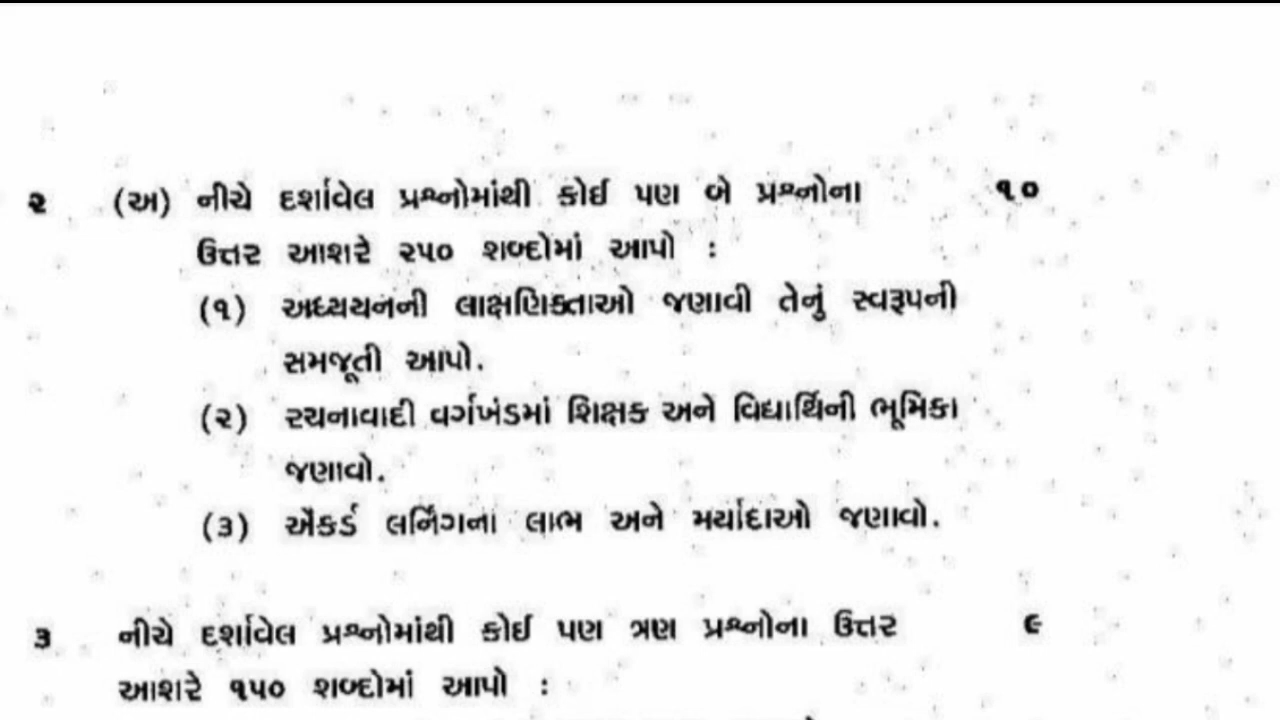 ૨ (અ) નીચે દર્શાવેલ પ્રશ્નોમાંથી કોઈ પણ બે પ્રશ્નોના ૧૦
ઉત્તર આશરે ૨૫૦ શબ્દોમાં આપો :
(૧) અધ્યયનની લાક્ષણિકતાઓ જણાવી તેનું સ્વરૂપની
સમજૂતી આપો.
(૨) રચનાવાદી વર્ગખંડમાં શિક્ષક અને વિદ્યાર્થિની ભૂમિકા
જણાવો.
(૩) ઍંકર્ડ લર્નિંગના લાભ અને મર્યાદાઓ જણાવો.
૩ નીચે દર્શાવેલ પ્રશ્નોમાંથી કોઈ પણ ત્રણ પ્રશ્નોના ઉત્તર ૯
આશરે ૧૫૦ શબ્દોમાં આપો :